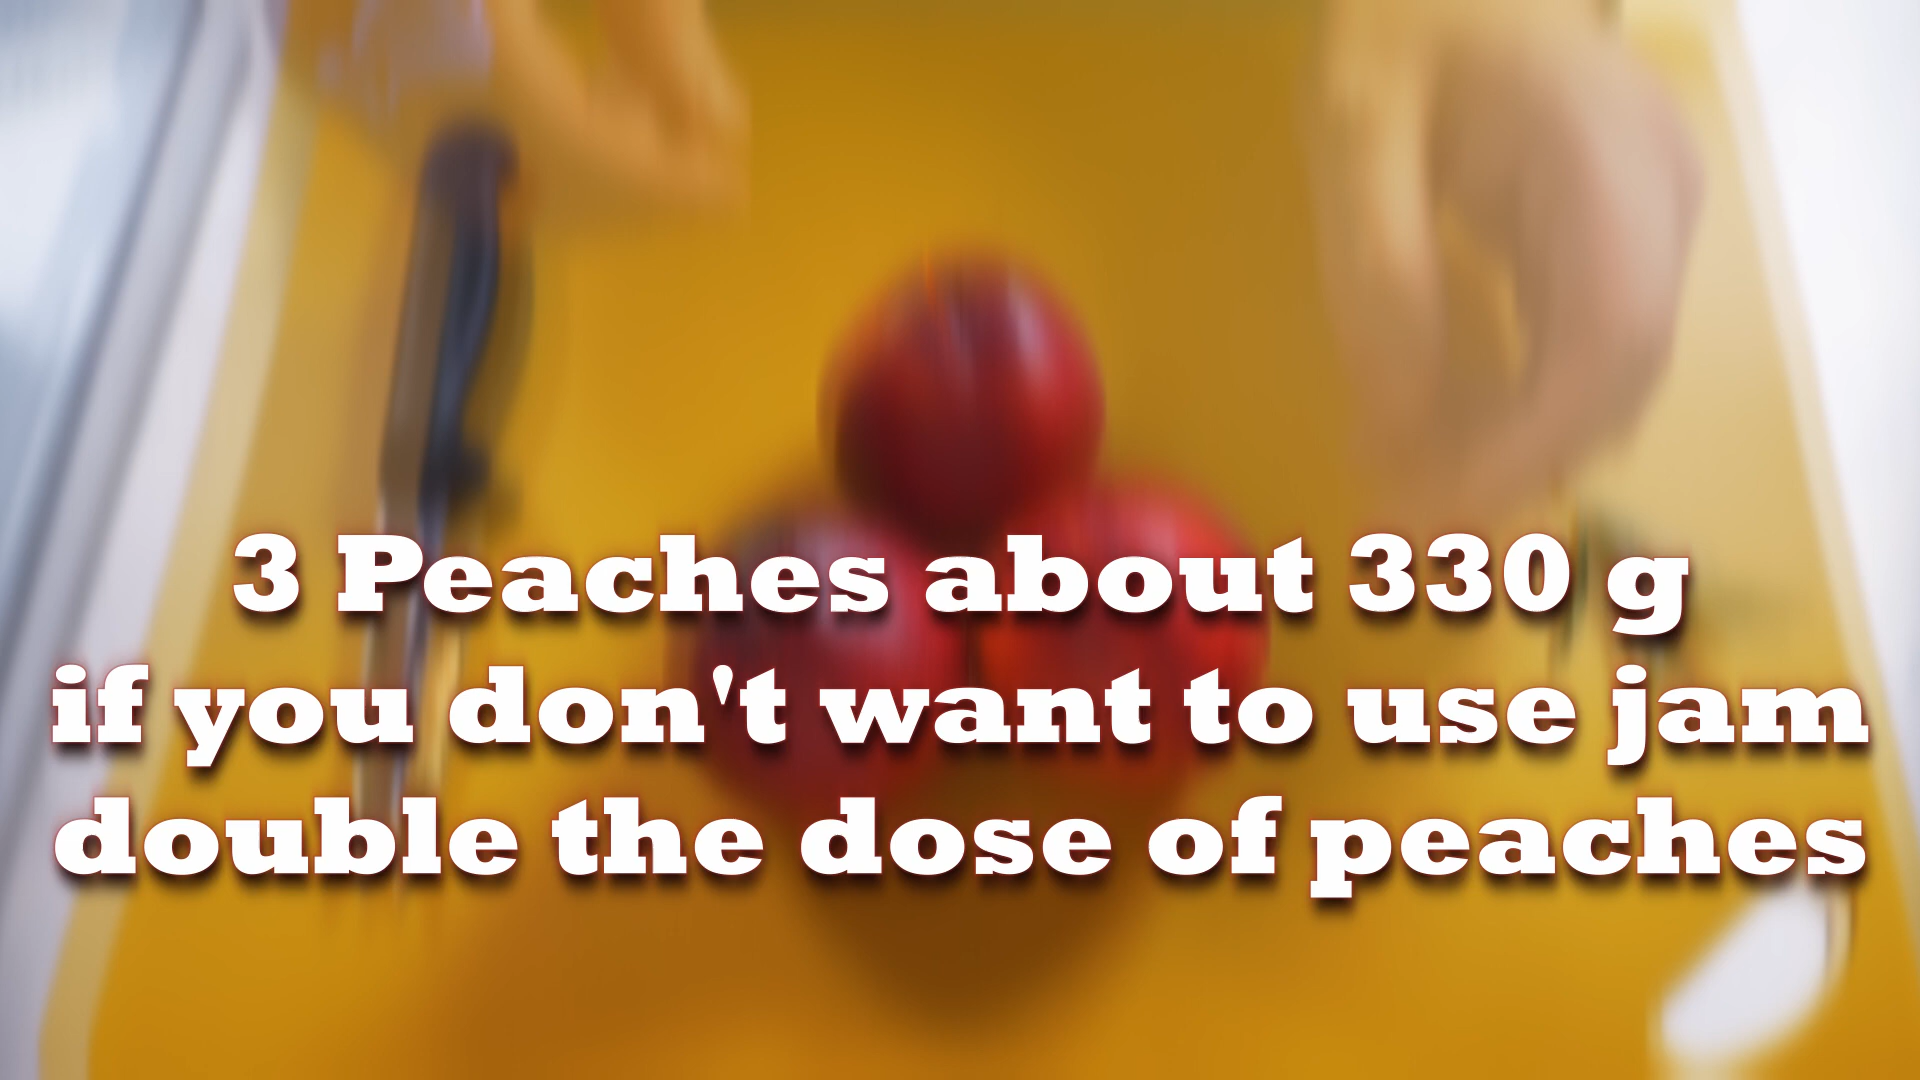 3 Peaches about 330 g
if you don't want to use jam
double the dose of peaches